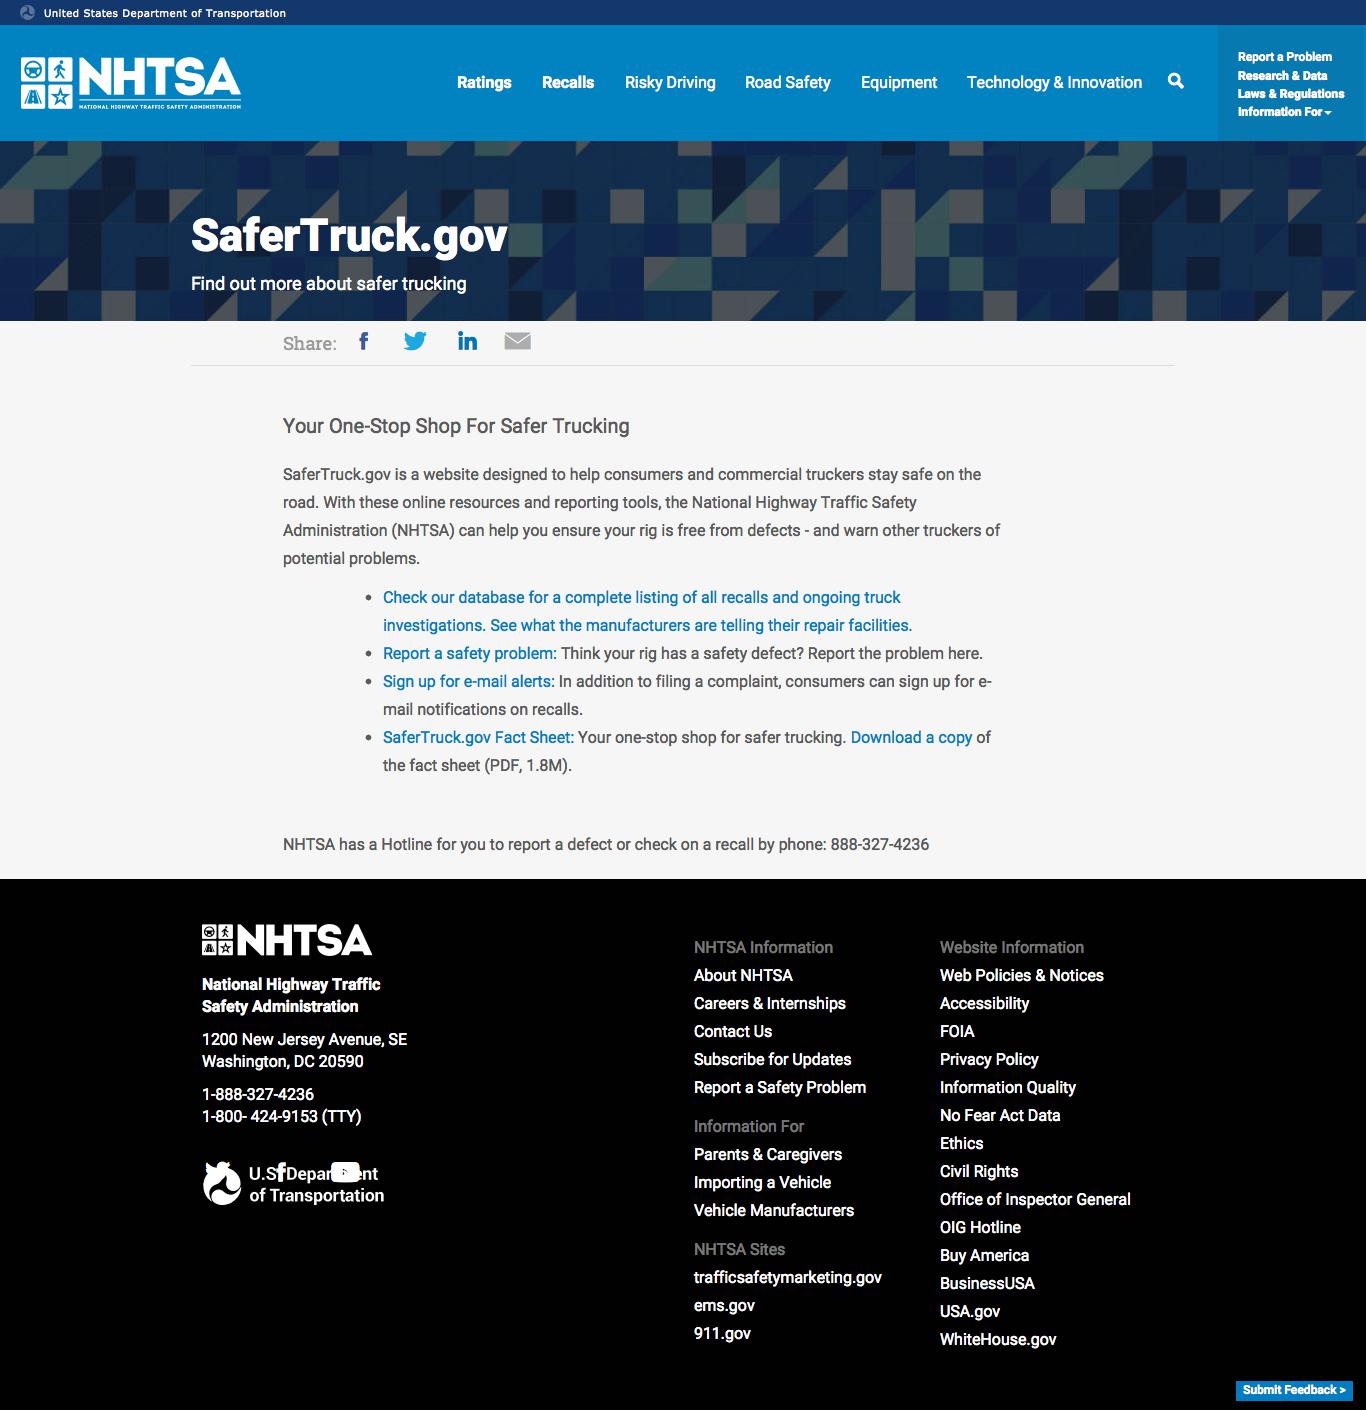 United States Department of Transportation
NHTSA
NATIONAL HIGHWAY TRAFFIC SAFETY ADMINISTRATION
Ratings
Recalls
Risky Driving
Road Safety
Equipment
Technology & Innovation
Report a Problem
Research & Data
Laws & Regulations
Information For
SaferTruck.gov
Find out more about safer trucking
Share:
Your One-Stop Shop For Safer Trucking
SaferTruck.gov is a website designed to help consumers and commercial truckers stay safe on the
road. With these online resources and reporting tools, the National Highway Traffic Safety
Administration (NHTSA) can help you ensure your rig is free from defects - and warn other truckers of
potential problems.
• Check our database for a complete listing of all recalls and ongoing truck
investigations. See what the manufacturers are telling their repair facilities.
• Report a safety problem: Think your rig has a safety defect? Report the problem here.
• Sign up for e-mail alerts: In addition to filing a complaint, consumers can sign up for e-
mail notifications on recalls.
• SaferTruck.gov Fact Sheet: Your one-stop shop for safer trucking. Download a copy of
the fact sheet (PDF, 1.8M).
NHTSA has a Hotline for you to report a defect or check on a recall by phone: 888-327-4236
NHTSA
National Highway Traffic
Safety Administration
1200 New Jersey Avenue, SE
Washington, DC 20590
1-888-327-4236
1-800- 424-9153 (TTY)
of Transportation
NHTSA Information
About NHTSA
Careers & Internships
Contact Us
Subscribe for Updates
Report a Safety Problem
Information For
Parents & Caregivers
Importing a Vehicle
Vehicle Manufacturers
NHTSA Sites
trafficsafetymarketing.gov
ems.gov
911.gov
Website Information
Web Policies & Notices
Accessibility
FOIA
Privacy Policy
Information Quality
No Fear Act Data
Ethics
Civil Rights
Office of Inspector General
OIG Hotline
Buy America
BusinessUSA
USA.gov
WhiteHouse.gov
Submit Feedback >